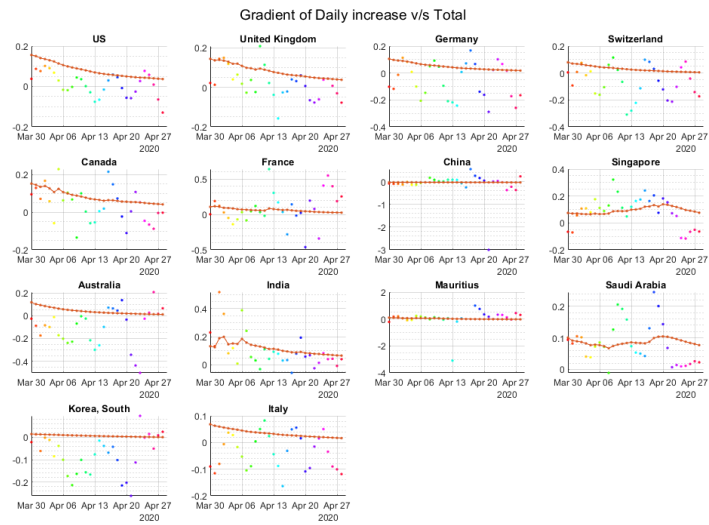 Gradient of Daily increase v/s Total
US United Kingdom Germany Switzerland
0.2 0.2 0.2 0.2
0 0 0 0
-0.2 -0.2
-0.2 -0.2 -0.4 -0.4
Mar 30 Apr 06 Apr 13 Apr 20 Apr 27 Mar 30 Apr 06 Apr 13 Apr 20 Apr 27 Mar 30 Apr 06 Apr 13 Apr 20 Apr 27 Mar 30 Apr 06 Apr 13 Apr 20 Apr 27
2020 2020 2020 2020
Canada France China Singapore
0.2 0.5 0 0.4
0 0 -1 0.2
-2 0
-0.2 -0.5 -3 -0.2
Mar 30 Apr 06 Apr 13 Apr 20 Apr 27 Mar 30 Apr 06 Apr 13 Apr 20 Apr 27 Mar 30 Apr 06 Apr 13 Apr 20 Apr 27 Mar 30 Apr 06 Apr 13 Apr 20 Apr 27
2020 2020 2020 2020
Australia India Mauritius Saudi Arabia
0.2 0.4 2 0.2
0 0.2 0 0.1
-0.2 0 -2 0
-0.4 -4
Mar 30 Apr 06 Apr 13 Apr 20 Apr 27 Mar 30 Apr 06 Apr 13 Apr 20 Apr 27 Mar 30 Apr 06 Apr 13 Apr 20 Apr 27 Mar 30 Apr 06 Apr 13 Apr 20 Apr 27
2020 2020 2020 2020
Korea, South Italy
0 0.1
-0.1 0
-0.2 -0.1
-0.2
Mar 30 Apr 06 Apr 13 Apr 20 Apr 27 Mar 30 Apr 06 Apr 13 Apr 20 Apr 27
2020 2020